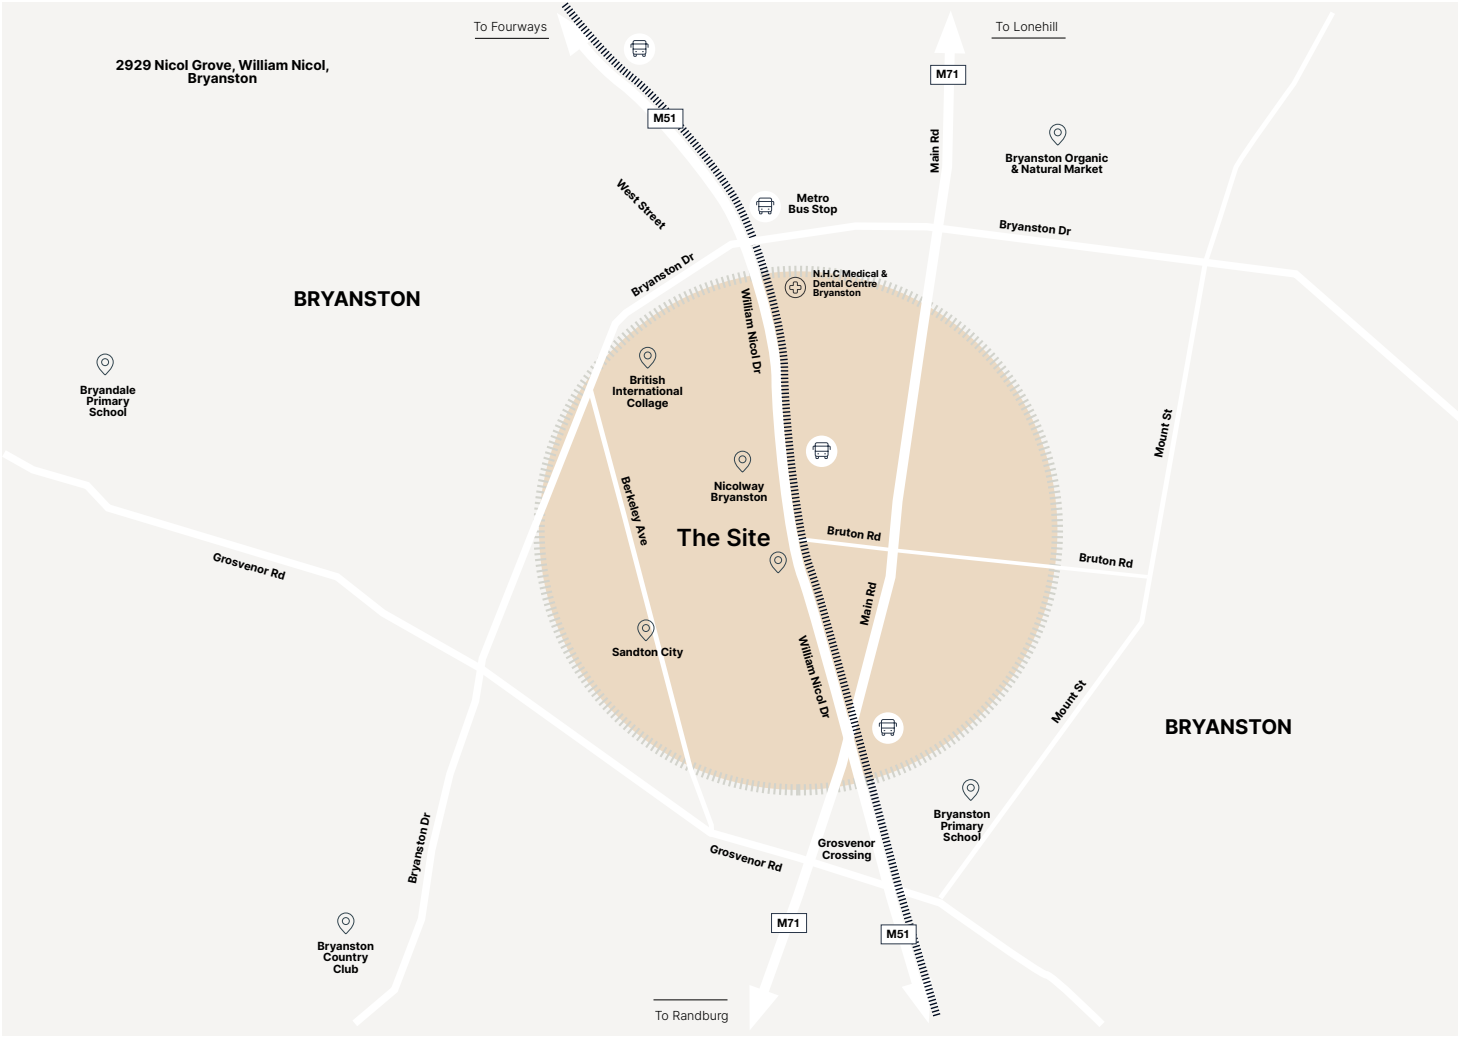 To Fourways
To Lonehill
2929 Nicol Grove, William Nicol,
Bryanston
M71
M51
Main Rd
Bryanston Organic
& Natural Market
West Street
Metro
Bus Stop
Bryanston Dr
Bryanston Dr
N.H.C Medical &
Dental Centre
Bryanston
BRYANSTON
William Nicol Dr
Bryandale
Primary
School
British
International
Collage
Mount St
Nicolway
Bryanston
Berkeley Ave
The Site
Bruton Rd
Bruton Rd
Grosvenor Rd
Main Rd
Sandton City
William Nicol Dr
Mount St
BRYANSTON
Bryanston
Primary
School
Bryanston Dr
Grosvenor Rd
Grosvenor
Crossing
M71
M51
Bryanston
Country
Club
To Randburg